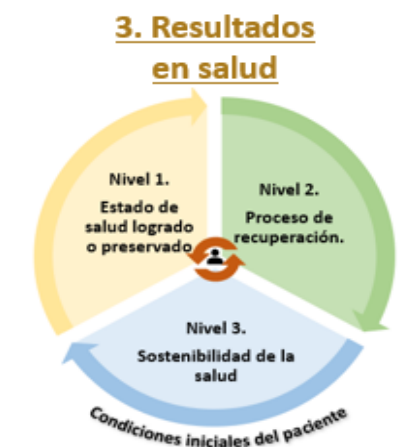 3. Resultados
en salud
Nivel 1.
Estado de
salud logrado
o preservado
Nivel 2.
Proceso de
recuperación.
Nivel 3.
Sostenibilidad de la
salud
Condiciones iniciales del paciente